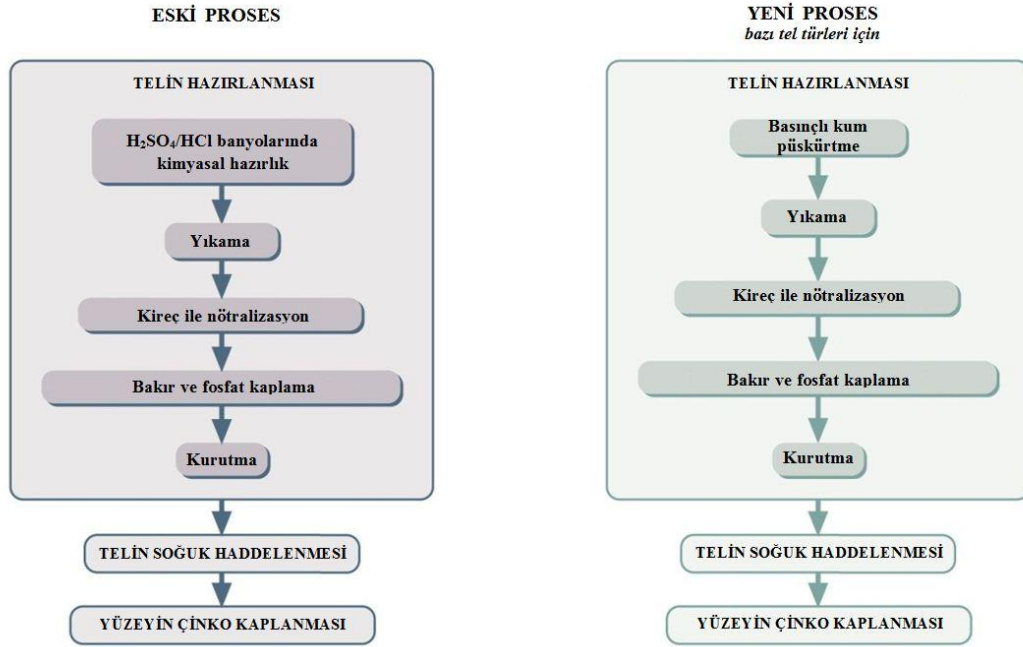 ESKİ PROSES
TELİN HAZIRLANMASI
H₂SO₄/HCl banyolarında
kimyasal hazırlık
Yıkama
Kireç ile nötralizasyon
Bakır ve fosfat kaplama
Kurutma
TELİN SOĞUK HADDELENMESİ
YÜZEYİN ÇİNKO KAPLANMASI
YENİ PROSES
bazı tel türleri için
TELİN HAZIRLANMASI
Basınçlı kum
püskürtme
Yıkama
Kireç ile nötralizasyon
Bakır ve fosfat kaplama
Kurutma
TELİN SOĞUK HADDELENMESİ
YÜZEYİN ÇİNKO KAPLANMASI